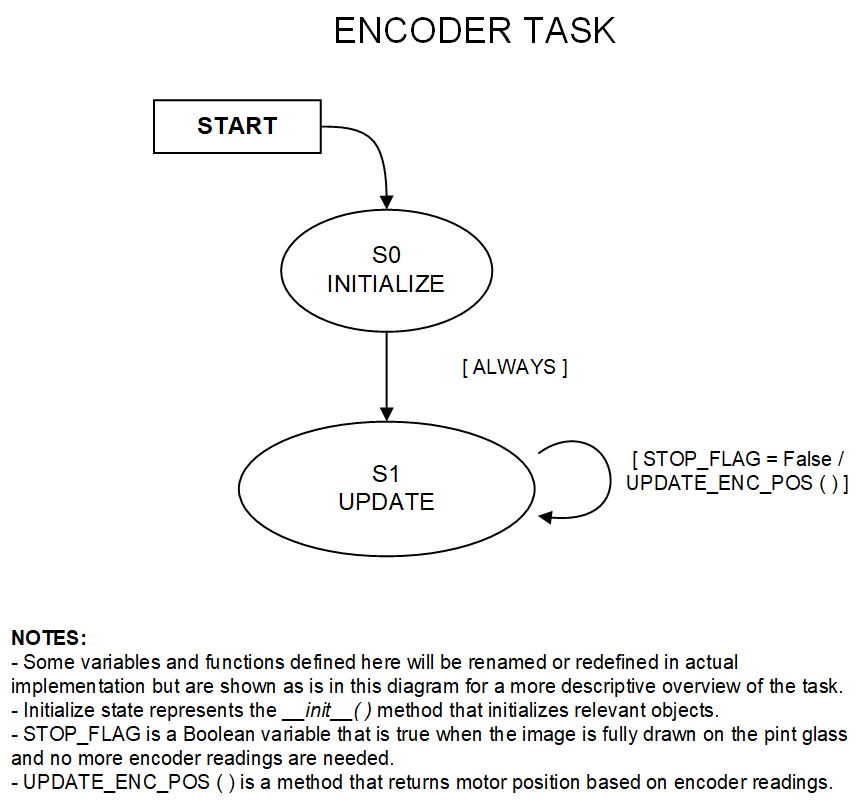 ENCODER TASK
START
S0
INITIALIZE
[ ALWAYS ]
S1
UPDATE
[ STOP_FLAG = False /
UPDATE_ENC_POS ( ) ]
NOTES:
- Some variables and functions defined here will be renamed or redefined in actual
implementation but are shown as is in this diagram for a more descriptive overview of the task.
- Initialize state represents the __init__( ) method that initializes relevant objects.
- STOP_FLAG is a Boolean variable that is true when the image is fully drawn on the pint glass
and no more encoder readings are needed.
- UPDATE_ENC_POS ( ) is a method that returns motor position based on encoder readings.